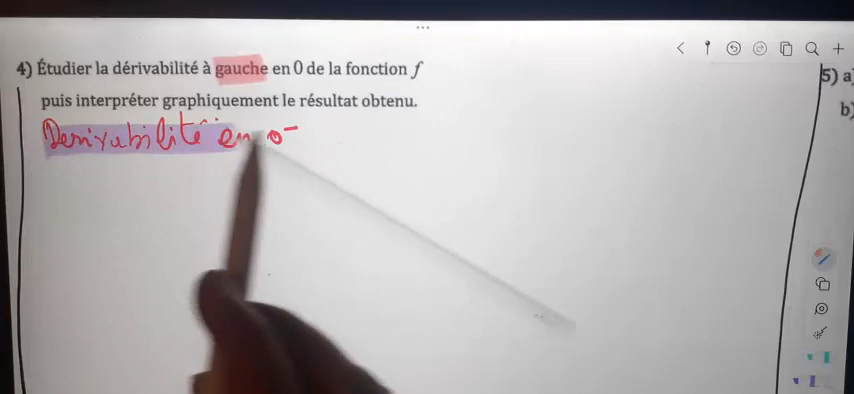 4) Étudier la dérivabilité à gauche en 0 de la fonction f
puis interpréter graphiquement le résultat obtenu.
Derivabilité en 0⁻
5) a)
b)